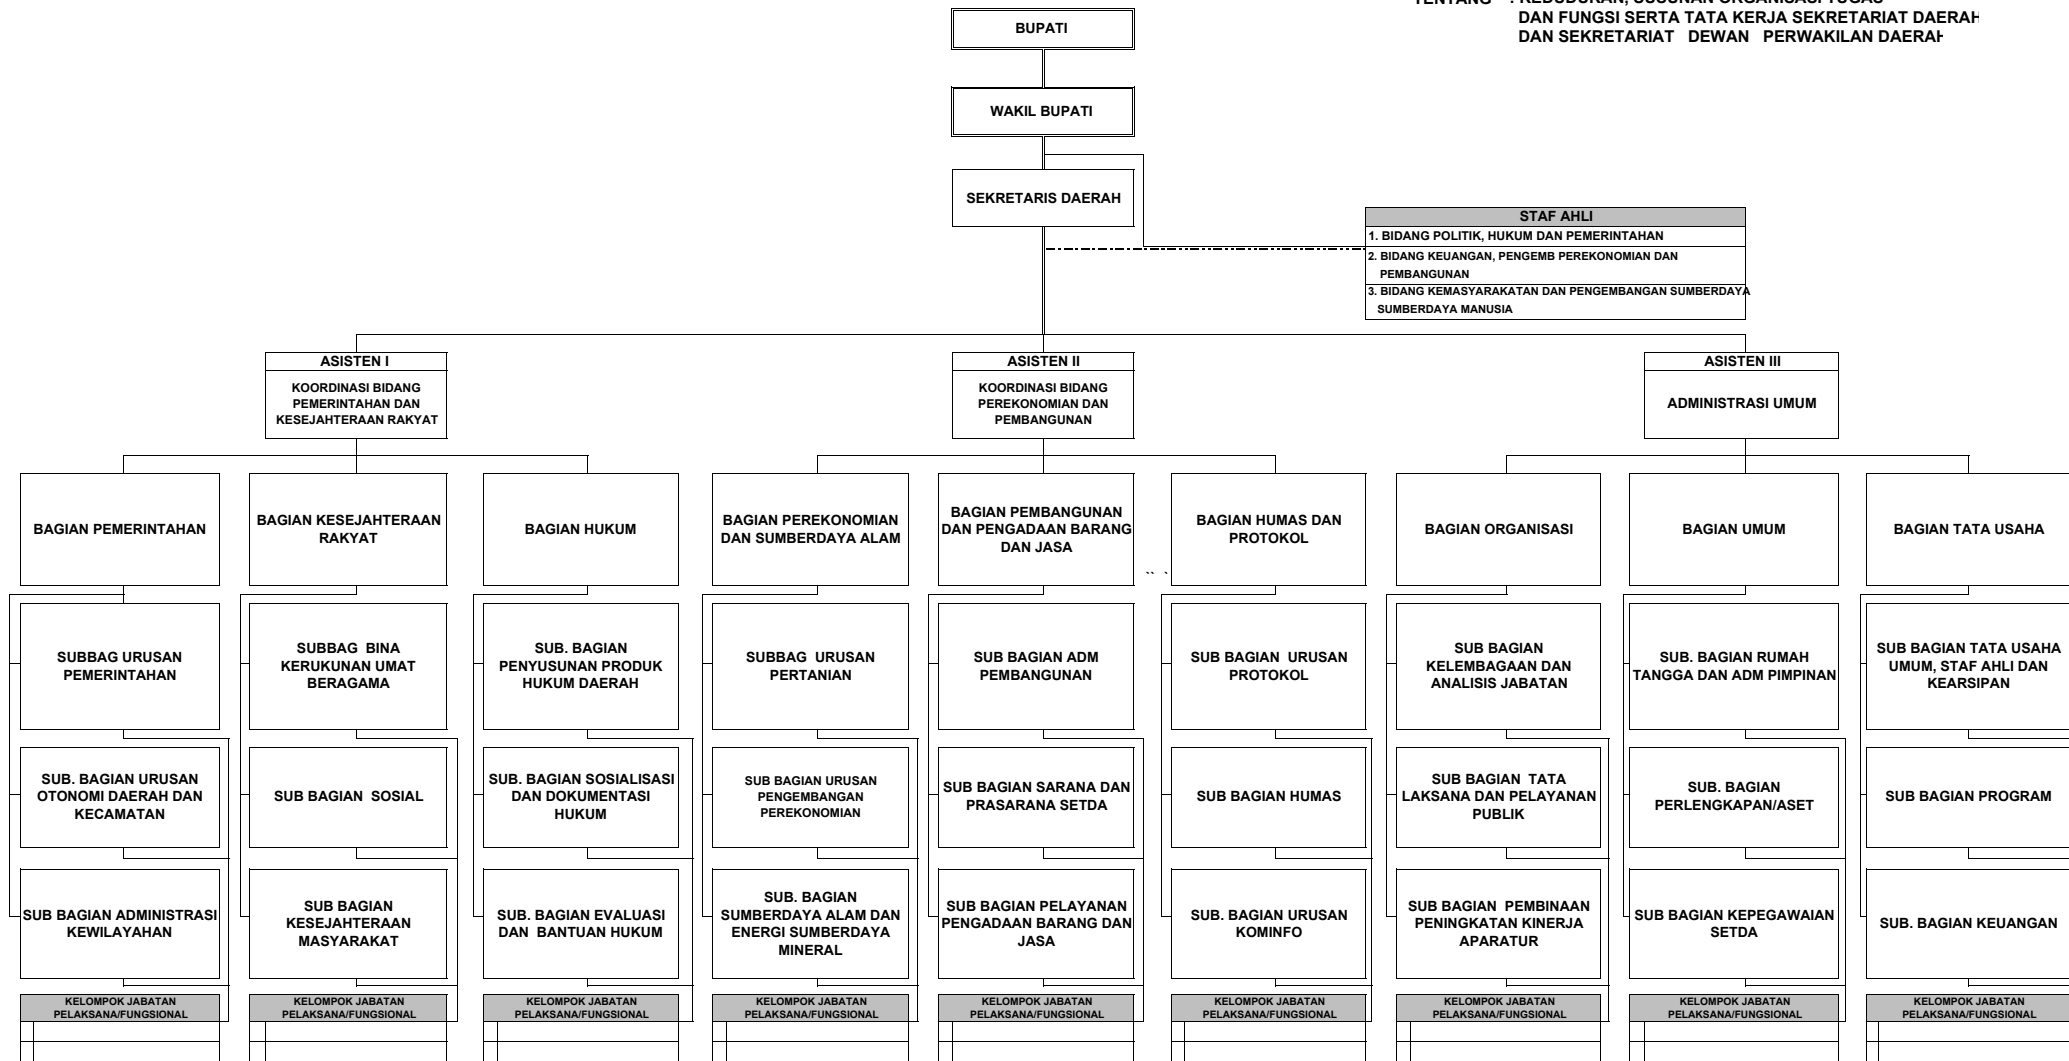 TENTANG : KEDUDUKAN, SUSUNAN ORGANISASI TUGAS
DAN FUNGSI SERTA TATA KERJA SEKRETARIAT DAERAH
DAN SEKRETARIAT DEWAN PERWAKILAN DAERAH
BUPATI
WAKIL BUPATI
SEKRETARIS DAERAH
STAF AHLI
1. BIDANG POLITIK, HUKUM DAN PEMERINTAHAN
2. BIDANG KEUANGAN, PENGEMB PEREKONOMIAN DAN
PEMBANGUNAN
3. BIDANG KEMASYARAKATAN DAN PENGEMBANGAN SUMBERDAYA
SUMBERDAYA MANUSIA
ASISTEN I
KOORDINASI BIDANG
PEMERINTAHAN DAN
KESEJAHTERAAN RAKYAT
ASISTEN II
KOORDINASI BIDANG
PEREKONOMIAN DAN
PEMBANGUNAN
ASISTEN III
ADMINISTRASI UMUM
BAGIAN PEMERINTAHAN
BAGIAN KESEJAHTERAAN
RAKYAT
BAGIAN HUKUM
BAGIAN PEREKONOMIAN
DAN SUMBERDAYA ALAM
BAGIAN PEMBANGUNAN
DAN PENGADAAN BARANG
DAN JASA
BAGIAN HUMAS DAN
PROTOKOL
BAGIAN ORGANISASI
BAGIAN UMUM
BAGIAN TATA USAHA
`` `
SUBBAG URUSAN
PEMERINTAHAN
SUBBAG BINA
KERUKUNAN UMAT
BERAGAMA
SUB. BAGIAN
PENYUSUNAN PRODUK
HUKUM DAERAH
SUBBAG URUSAN
PERTANIAN
SUB BAGIAN ADM
PEMBANGUNAN
SUB BAGIAN URUSAN
PROTOKOL
SUB BAGIAN
KELEMBAGAAN DAN
ANALISIS JABATAN
SUB. BAGIAN RUMAH
TANGGA DAN ADM PIMPINAN
SUB BAGIAN TATA USAHA
UMUM, STAF AHLI DAN
KEARSIPAN
SUB. BAGIAN URUSAN
OTONOMI DAERAH DAN
KECAMATAN
SUB BAGIAN SOSIAL
SUB. BAGIAN SOSIALISASI
DAN DOKUMENTASI
HUKUM
SUB BAGIAN URUSAN
PENGEMBANGAN
PEREKONOMIAN
SUB BAGIAN SARANA DAN
PRASARANA SETDA
SUB BAGIAN HUMAS
SUB BAGIAN TATA
LAKSANA DAN PELAYANAN
PUBLIK
SUB. BAGIAN
PERLENGKAPAN/ASET
SUB BAGIAN PROGRAM
SUB BAGIAN ADMINISTRASI
KEWILAYAHAN
SUB BAGIAN
KESEJAHTERAAN
MASYARAKAT
SUB. BAGIAN EVALUASI
DAN BANTUAN HUKUM
SUB. BAGIAN
SUMBERDAYA ALAM DAN
ENERGI SUMBERDAYA
MINERAL
SUB BAGIAN PELAYANAN
PENGADAAN BARANG DAN
JASA
SUB. BAGIAN URUSAN
KOMINFO
SUB BAGIAN PEMBINAAN
PENINGKATAN KINERJA
APARATUR
SUB BAGIAN KEPEGAWAIAN
SETDA
SUB. BAGIAN KEUANGAN
KELOMPOK JABATAN
PELAKSANA/FUNGSIONAL
KELOMPOK JABATAN
PELAKSANA/FUNGSIONAL
KELOMPOK JABATAN
PELAKSANA/FUNGSIONAL
KELOMPOK JABATAN
PELAKSANA/FUNGSIONAL
KELOMPOK JABATAN
PELAKSANA/FUNGSIONAL
KELOMPOK JABATAN
PELAKSANA/FUNGSIONAL
KELOMPOK JABATAN
PELAKSANA/FUNGSIONAL
KELOMPOK JABATAN
PELAKSANA/FUNGSIONAL
KELOMPOK JABATAN
PELAKSANA/FUNGSIONAL